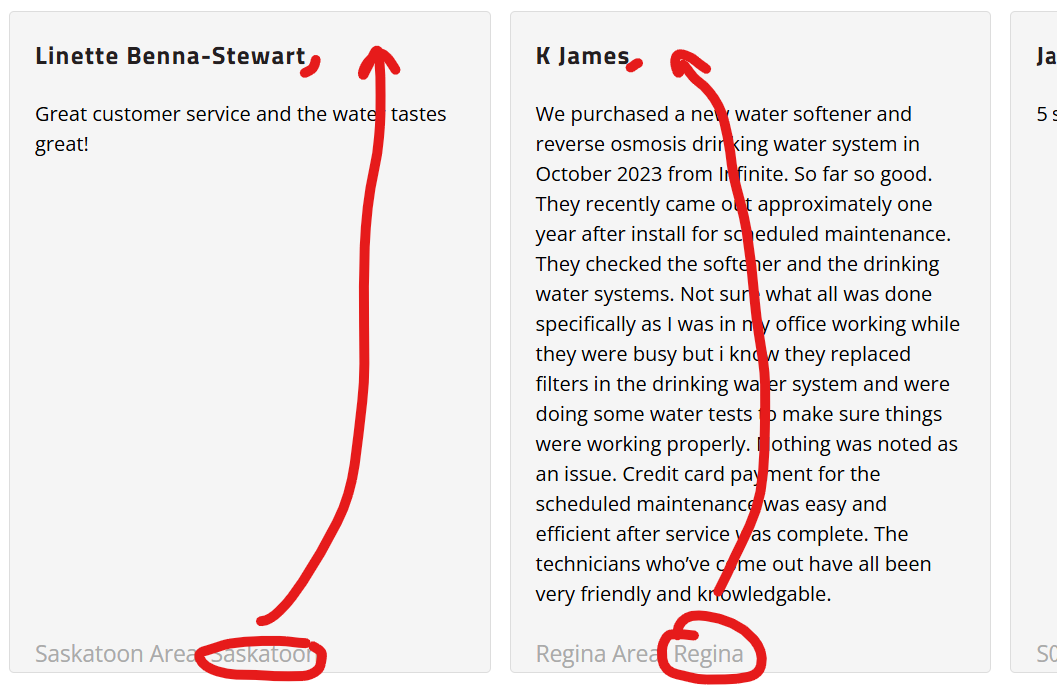 Linette Benna-Stewart
Great customer service and the water tastes
great!
Saskatoon Area, Saskatoon
K James
We purchased a new water softener and
reverse osmosis drinking water system in
October 2023 from Infinite. So far so good.
They recently came out approximately one
year after install for scheduled maintenance.
They checked the softener and the drinking
water systems. Not sure what all was done
specifically as I was in my office working while
they were busy but i know they replaced
filters in the drinking water system and were
doing some water tests to make sure things
were working properly. Nothing was noted as
an issue. Credit card payment for the
scheduled maintenance was easy and
efficient after service was complete. The
technicians who’ve come out have all been
very friendly and knowledgable.
Regina Area, Regina
Ja
5 s